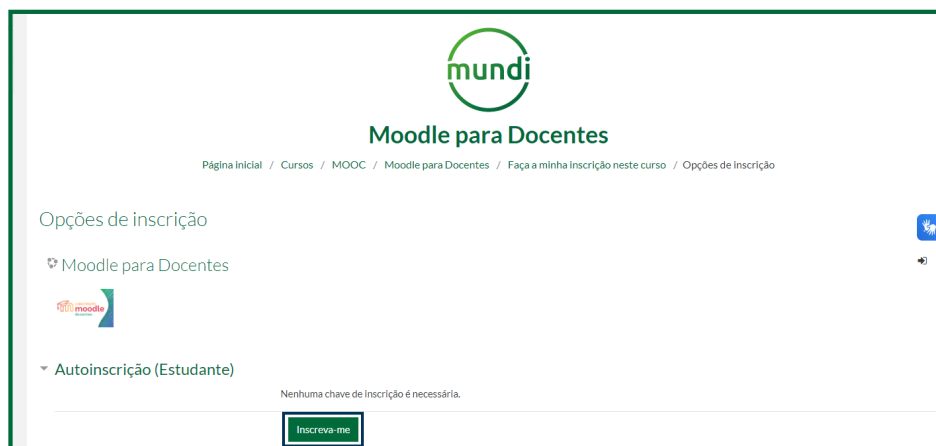 mundi
Moodle para Docentes
Página inicial / Cursos / MOOC / Moodle para Docentes / Faça a minha inscrição neste curso / Opções de inscrição
Opções de inscrição
Moodle para Docentes
moodle
Autoinscrição (Estudante)
Nenhuma chave de inscrição é necessária.
Inscreva-me